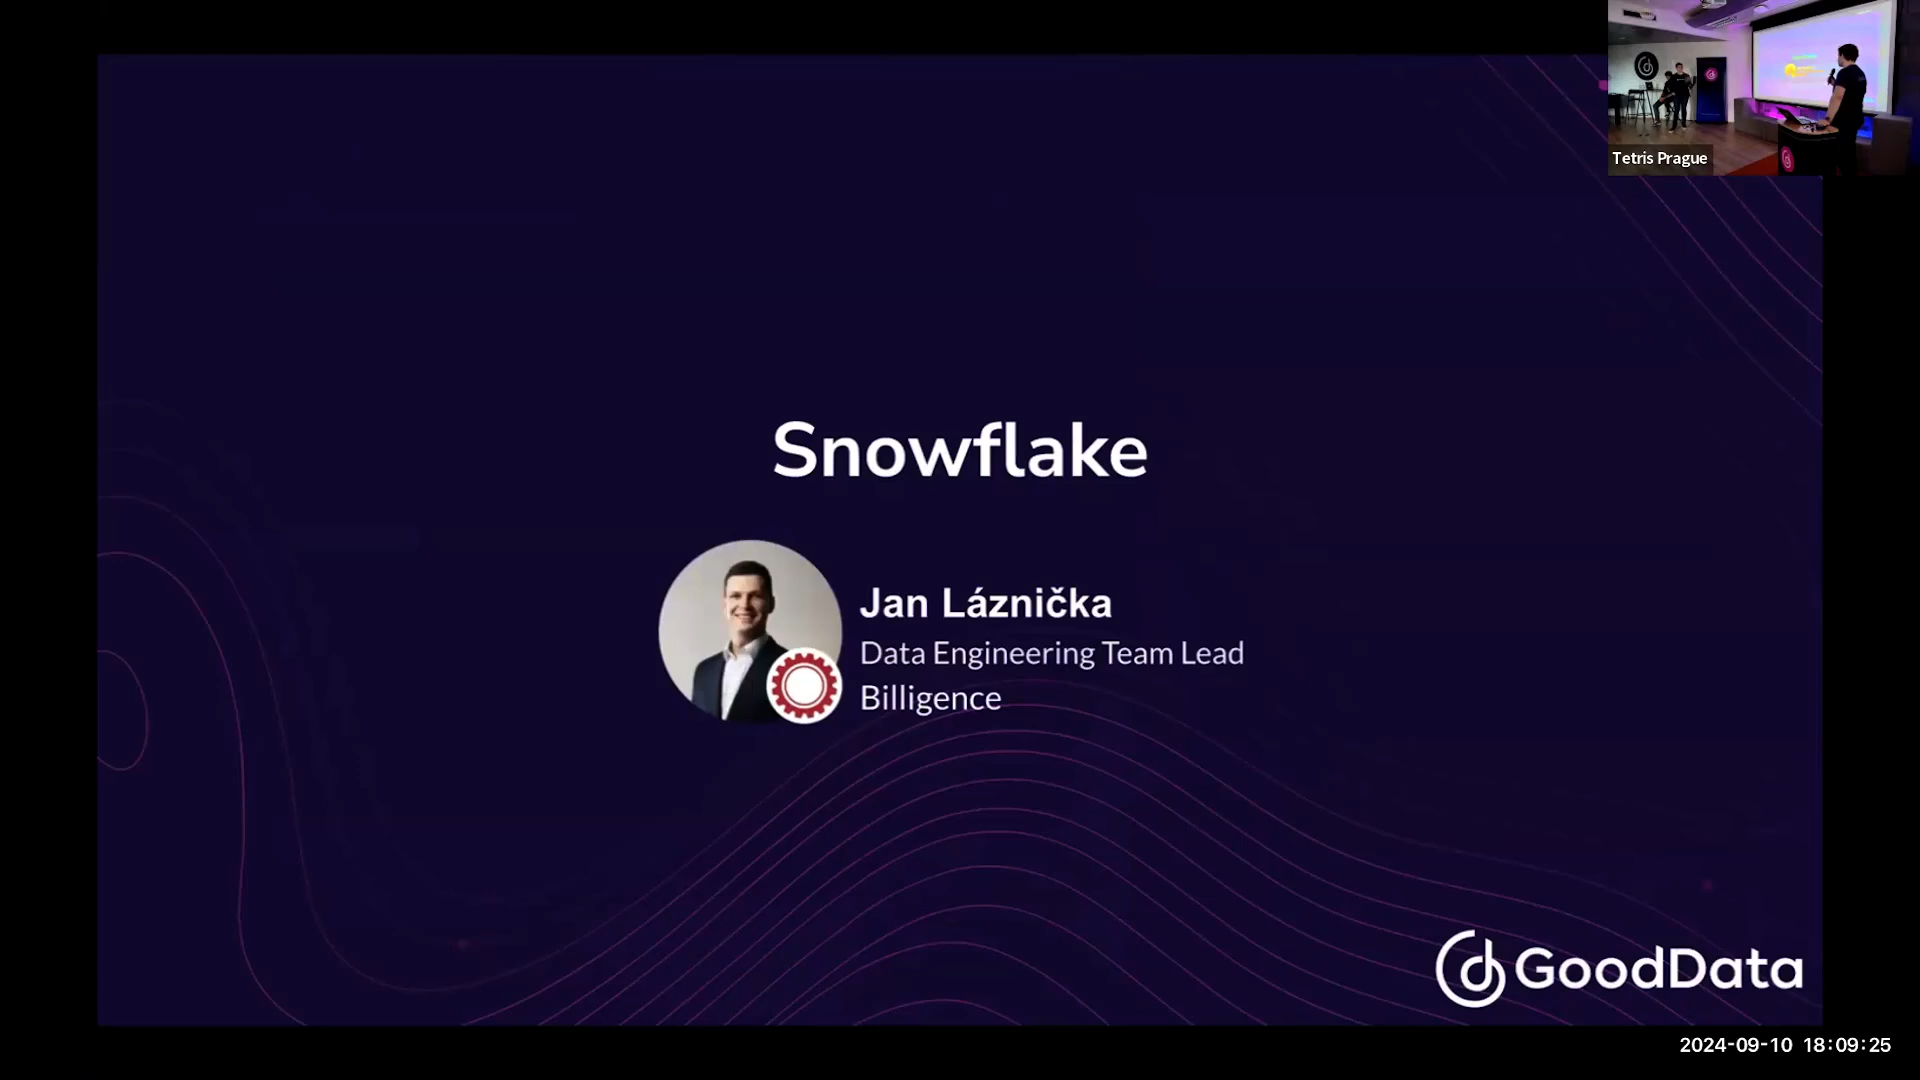 Tetris Prague
Snowflake
Jan Láznička
Data Engineering Team Lead
Billigence
GoodData
2024-09-10 18:09:25